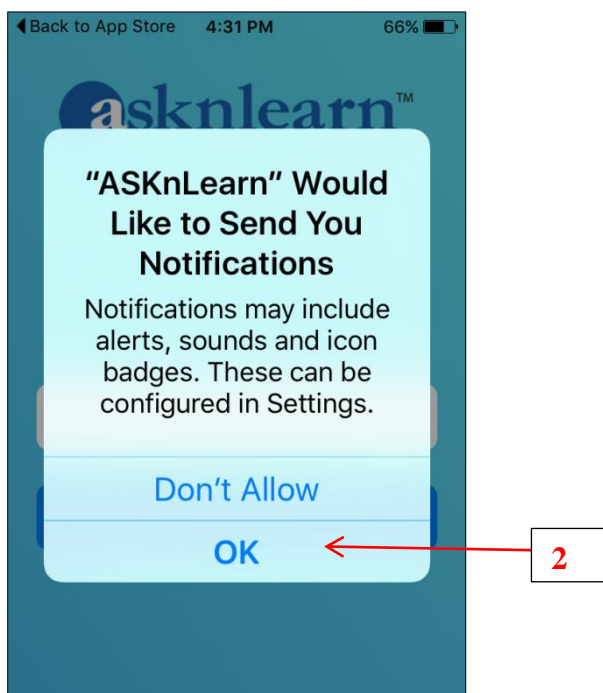 Back to App Store 4:31 PM 66%
asknlearn™
"ASKnLearn" Would
Like to Send You
Notifications
Notifications may include
alerts, sounds and icon
badges. These can be
configured in Settings.
Don't Allow
OK
2